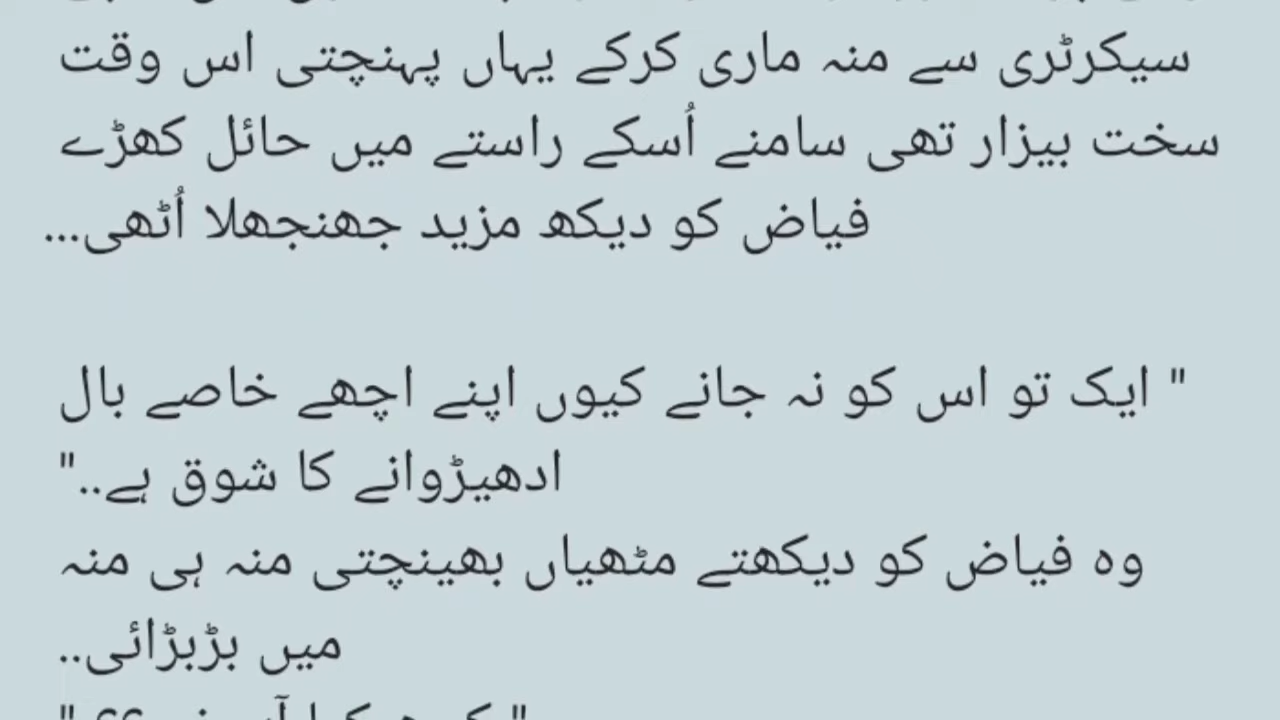 سیکرٹری سے منہ ماری کرکے یہاں پہنچتی اس وقت
سخت بیزار تھی سامنے اُسکے راستے میں حائل کھڑے
فیاض کو دیکھ مزید جھنجھلا اُٹھی...
" ایک تو اس کو نہ جانے کیوں اپنے اچھے خاصے بال
ادھیڑوانے کا شوق ہے.."
وہ فیاض کو دیکھتے مٹھیاں بھینچتی منہ ہی منہ
میں بڑبڑائی..